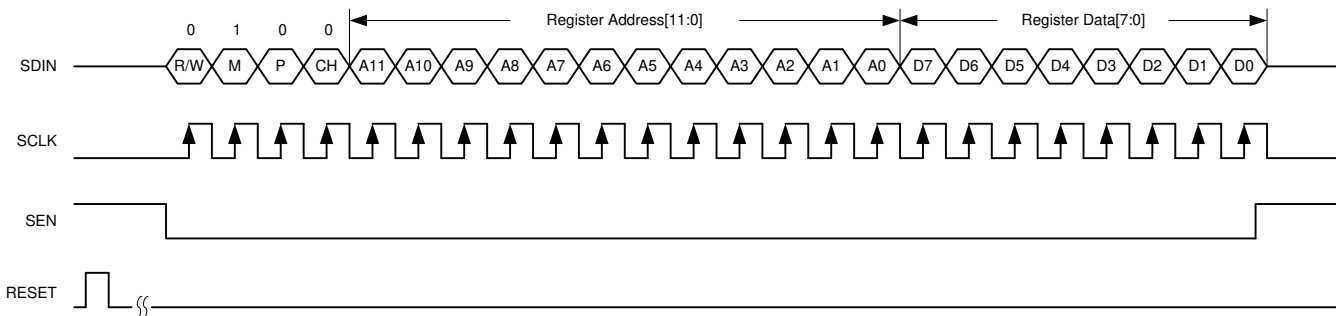 Register Address[11:0] Register Data[7:0]
0 1 0 0
SDIN R/W M P CH A11 A10 A9 A8 A7 A6 A5 A4 A3 A2 A1 A0 D7 D6 D5 D4 D3 D2 D1 D0
SCLK
SEN
RESET